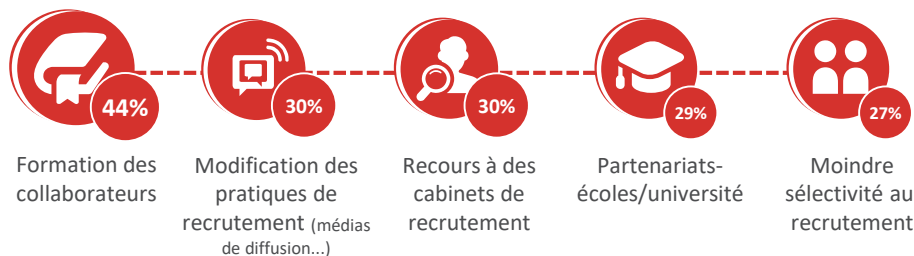 44%
Formation des
collaborateurs
30%
Modification des
pratiques de
recrutement (médias
de diffusion...)
30%
Recours à des
cabinets de
recrutement
29%
Partenariats-
écoles/université
27%
Moindre
sélectivité au
recrutement